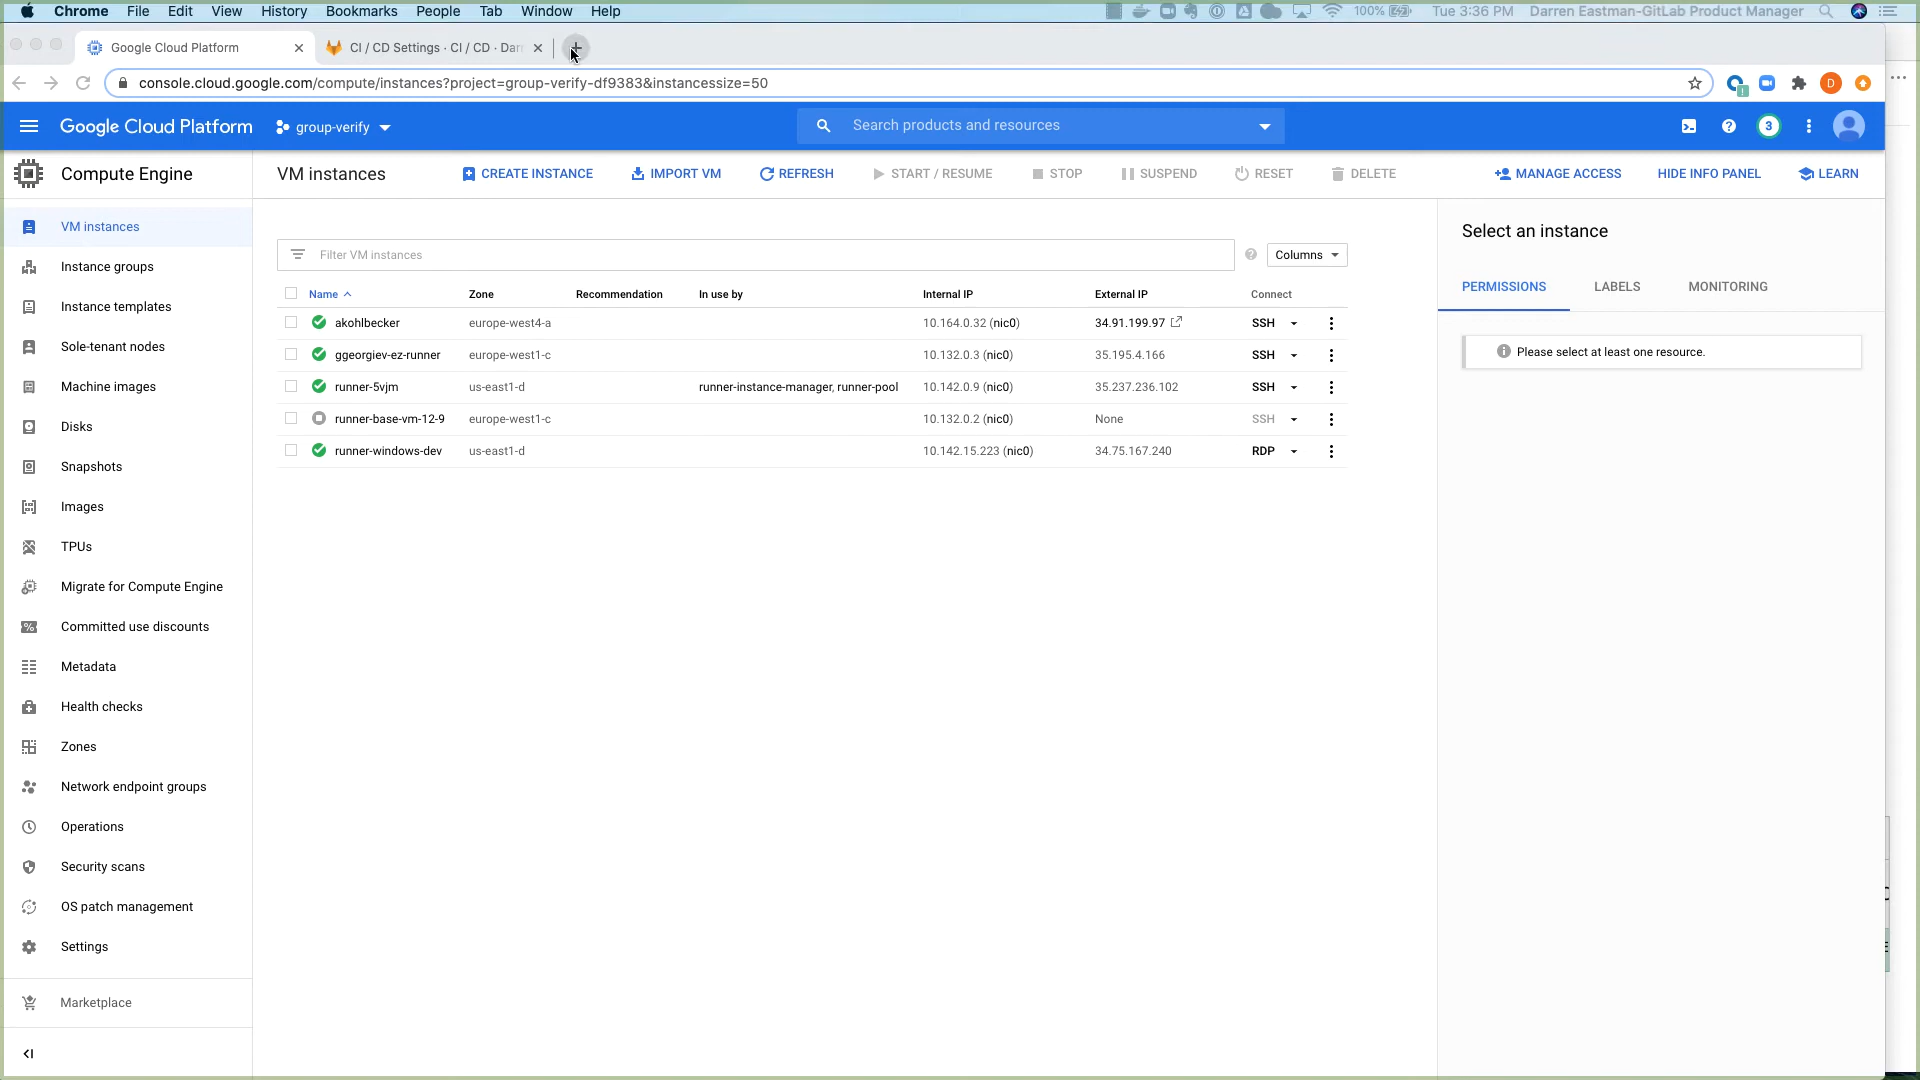 Chrome File Edit View History Bookmarks People Tab Window Help 100% Tue 3:36 PM Darren Eastman-GitLab Product Manager
Google Cloud Platform CI / CD Settings · CI / CD · Dar
console.cloud.google.com/compute/instances?project=group-verify-df9383&instancessize=50 D
Google Cloud Platform group-verify Search products and resources 3
Compute Engine VM instances CREATE INSTANCE IMPORT VM REFRESH START / RESUME STOP SUSPEND RESET DELETE MANAGE ACCESS HIDE INFO PANEL LEARN
VM instances
Instance groups
Instance templates
Sole-tenant nodes
Machine images
Disks
Snapshots
Images
TPUs
Migrate for Compute Engine
Committed use discounts
Metadata
Health checks
Zones
Network endpoint groups
Operations
Security scans
OS patch management
Settings
Marketplace
Filter VM instances Columns
Name Zone Recommendation In use by Internal IP External IP Connect
akohlbecker europe-west4-a 10.164.0.32 (nic0) 34.91.199.97 SSH
ggeorgiev-ez-runner europe-west1-c 10.132.0.3 (nic0) 35.195.4.166 SSH
runner-5vjm us-east1-d runner-instance-manager, runner-pool 10.142.0.9 (nic0) 35.237.236.102 SSH
runner-base-vm-12-9 europe-west1-c 10.132.0.2 (nic0) None SSH
runner-windows-dev us-east1-d 10.142.15.223 (nic0) 34.75.167.240 RDP
Select an instance
PERMISSIONS LABELS MONITORING
Please select at least one resource.